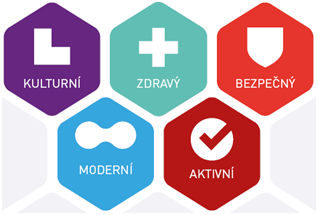 KULTURNÍ
ZDRAVÝ
BEZPEČNÝ
MODERNÍ
AKTIVNÍ